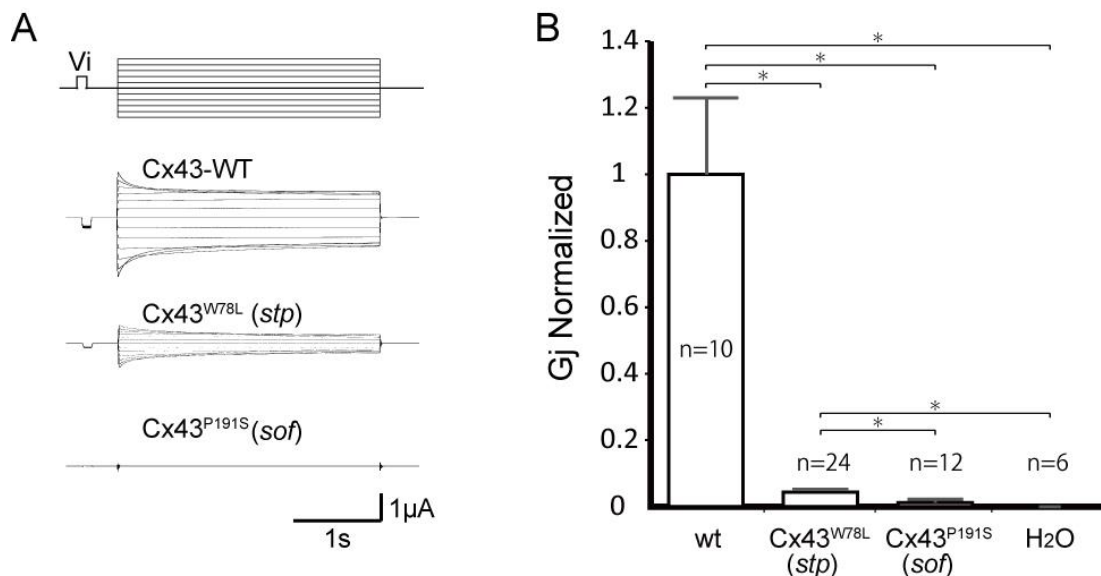 A
Vi
Cx43-WT
Cx43W78L (stp)
Cx43P191S (sof)
1µA
1s
B
Gj Normalized
1.4
1.2
1
0.8
0.6
0.4
0.2
0
*
*
*
*
*
n=10
n=24
n=12
n=6
wt
Cx43W78L
(stp)
Cx43P191S
(sof)
H2O